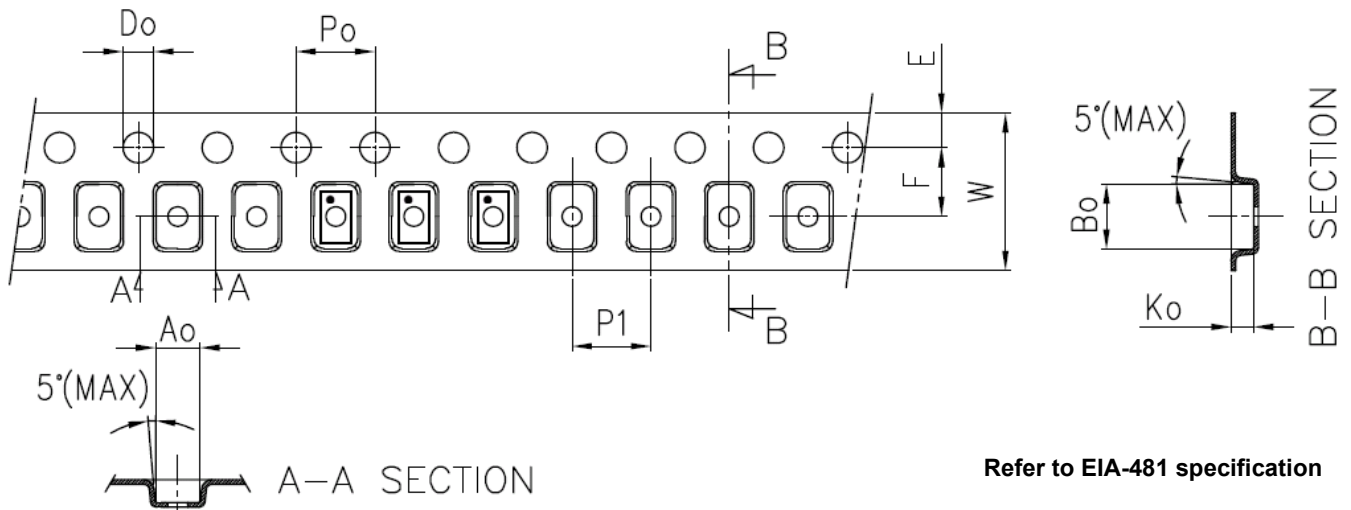 Do
Po
B
E
F
W
A
A
P1
B
Ao
5°(MAX)
A-A SECTION
5°(MAX)
Bo
Ko
B-B SECTION
Refer to EIA-481 specification